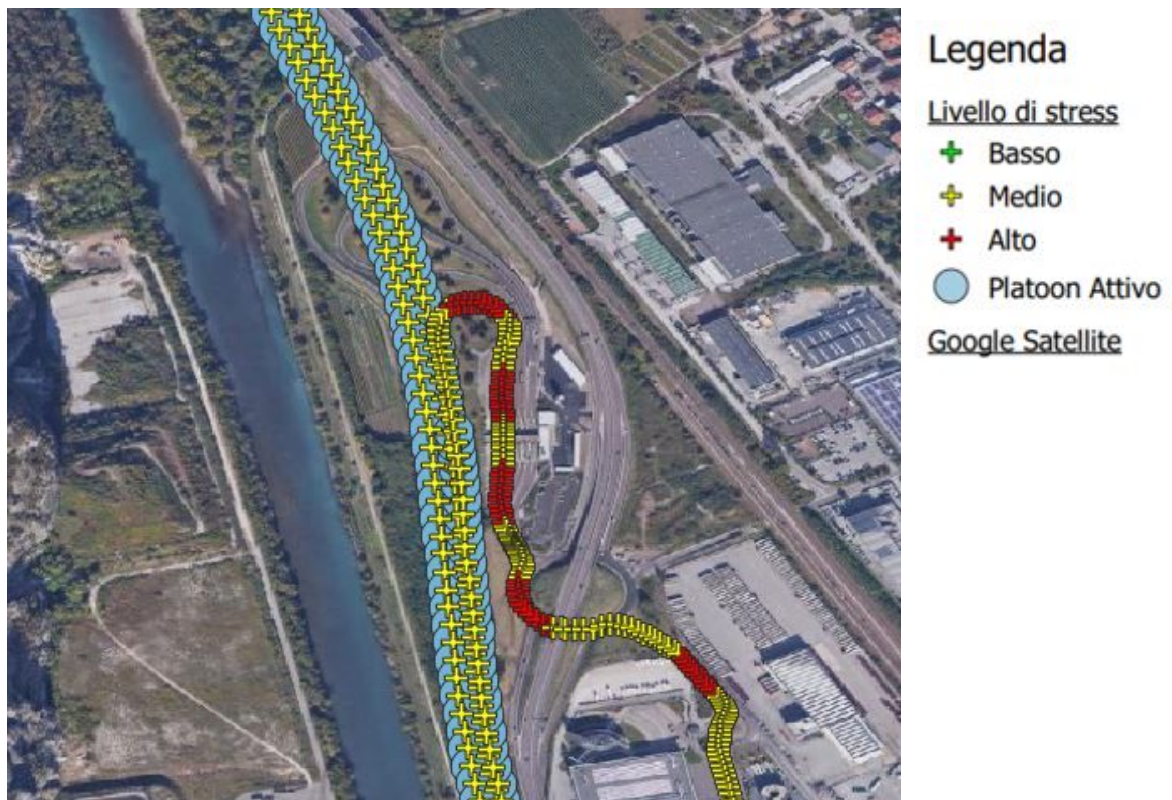 Legenda
Livello di stress
Basso
Medio
Alto
Platoon Attivo
Google Satellite